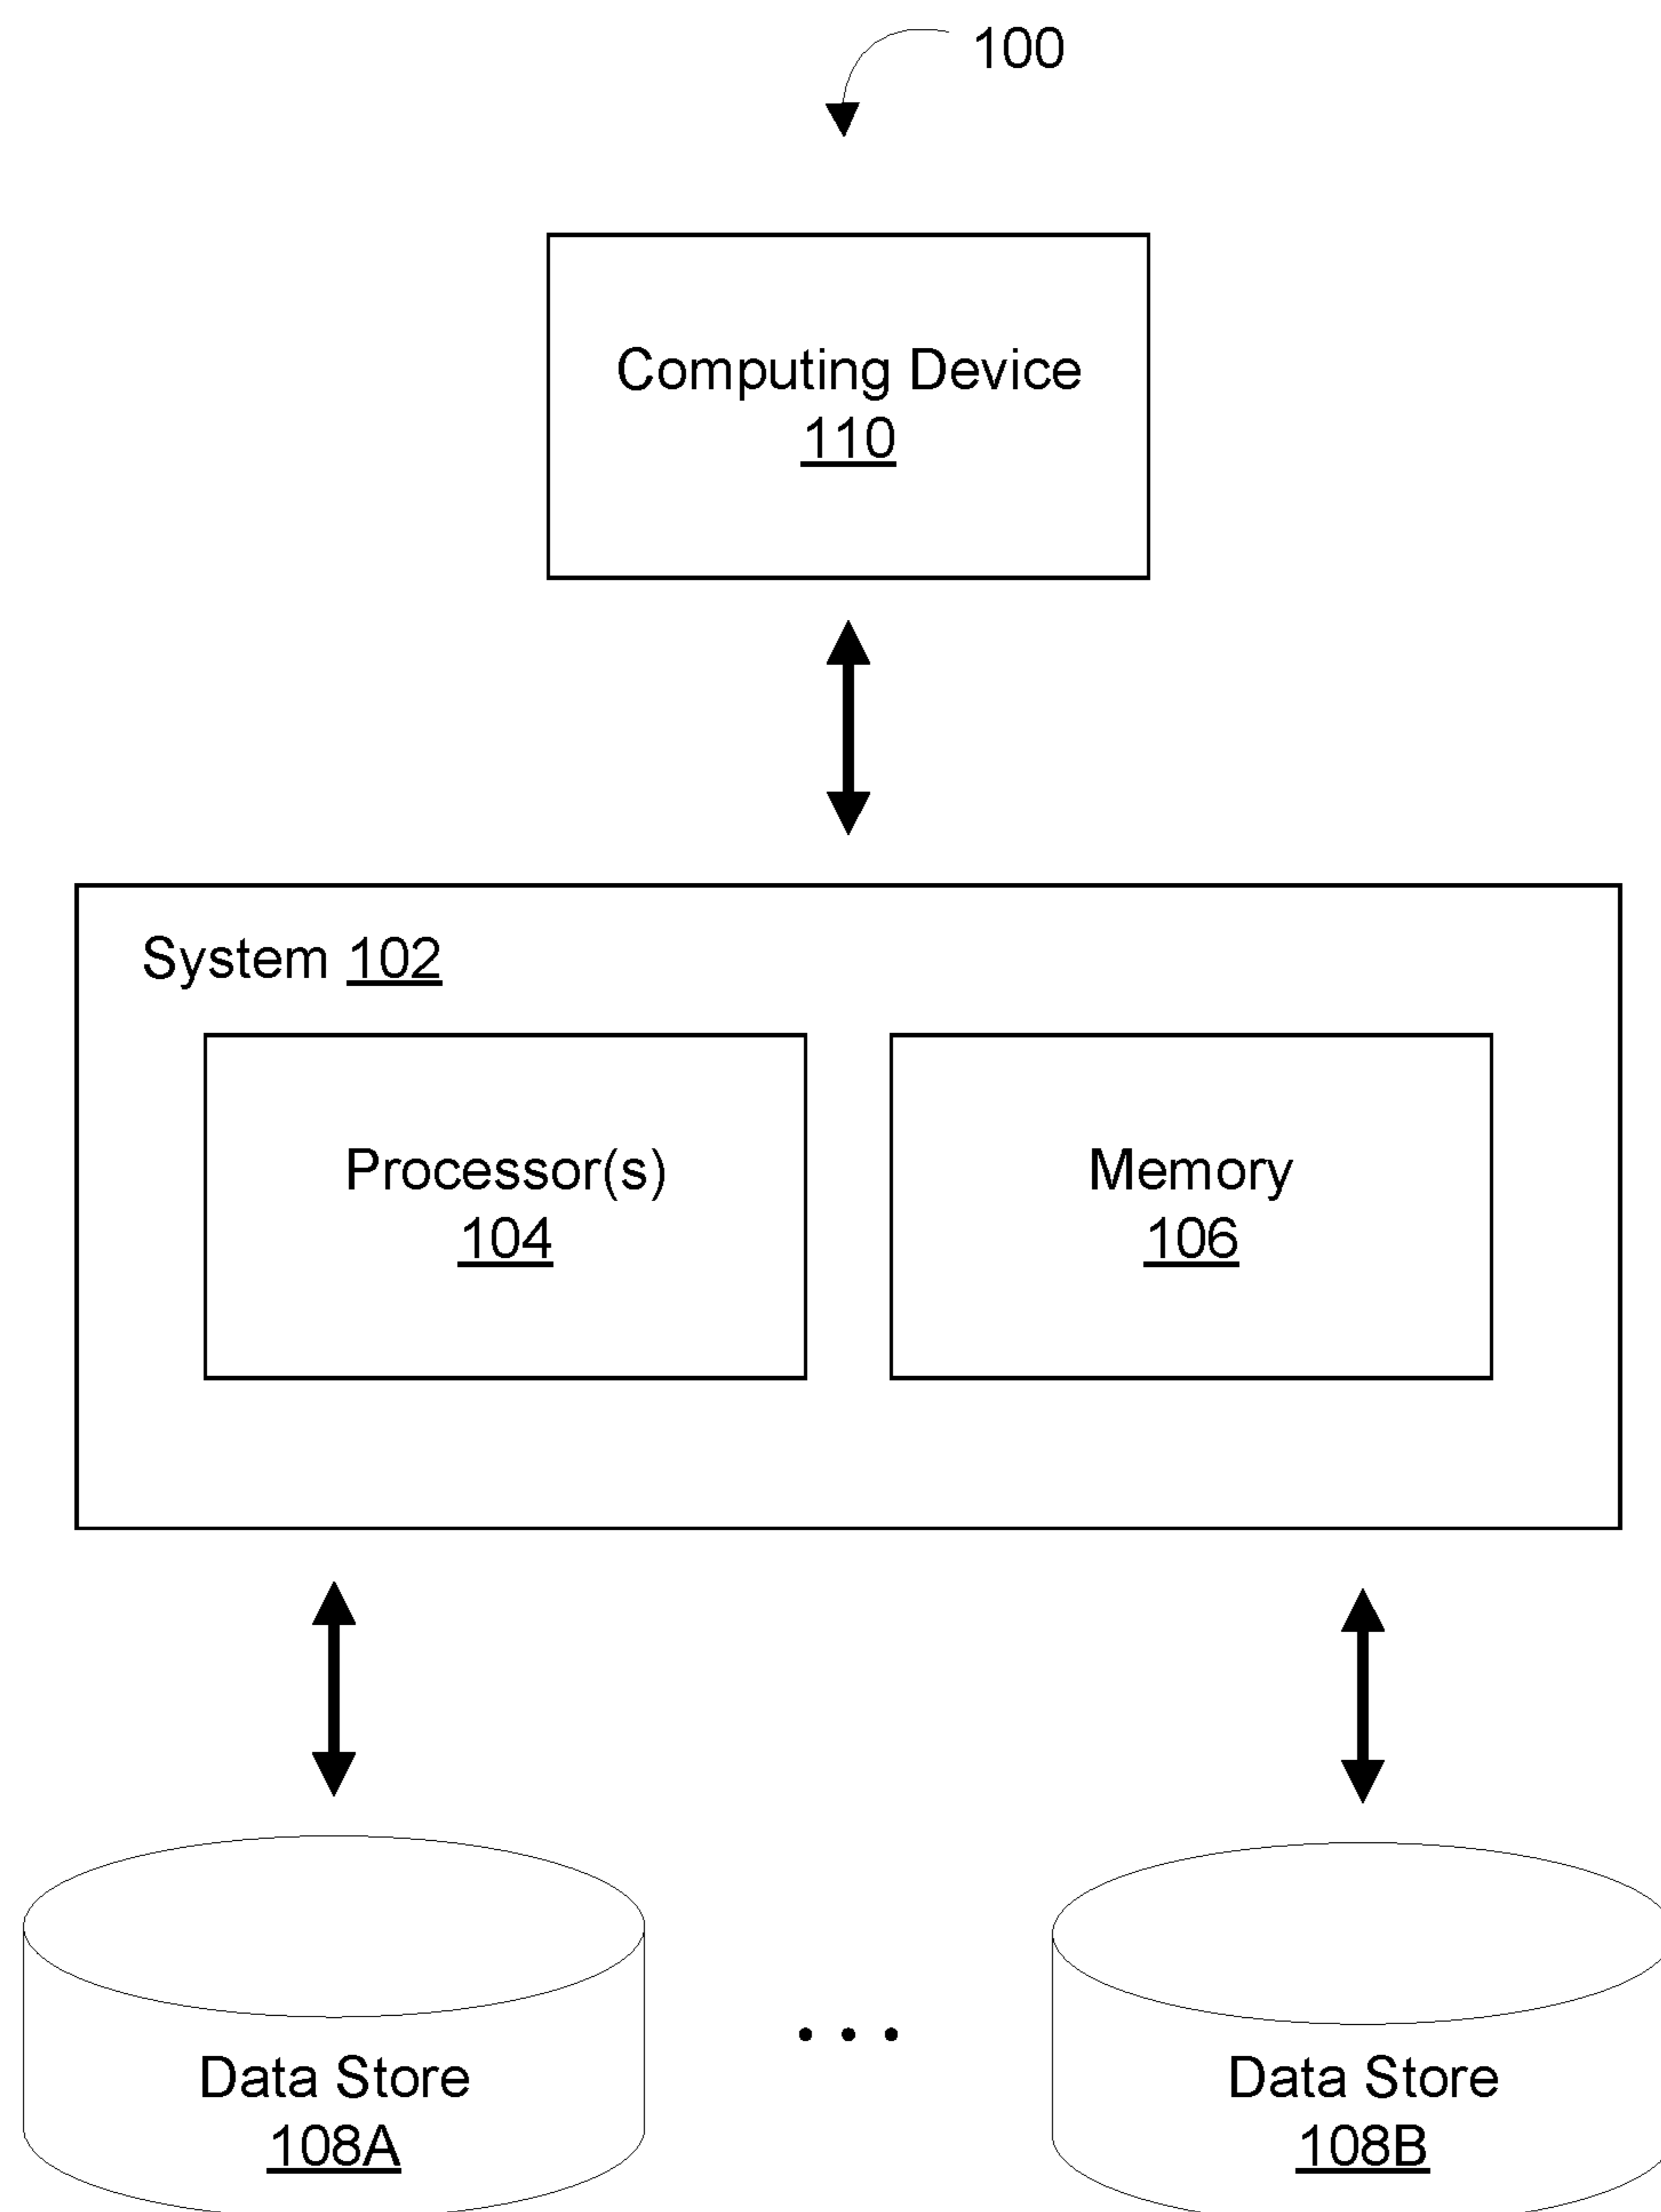 100
Computing Device
110
System 102
Processor(s)
104
Memory
106
Data Store
108A
. . .
Data Store
108B